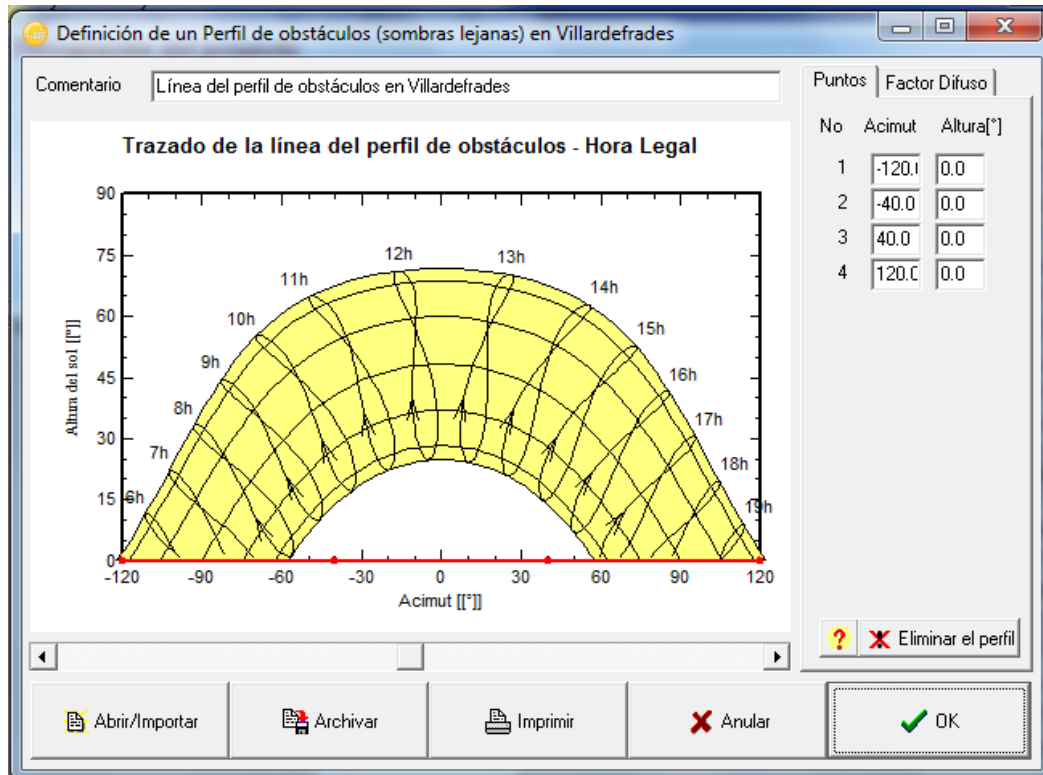 Definición de un Perfil de obstáculos (sombras lejanas) en Villardefrades
Comentario
Línea del perfil de obstáculos en Villardefrades
Trazado de la línea del perfil de obstáculos - Hora Legal
90
75
60
45
30
15
0
Altura del sol [[°]]
6h
7h
8h
9h
10h
11h
12h
13h
14h
15h
16h
17h
18h
19h
-120
-90
-60
-30
0
30
60
90
120
Acimut [[°]]
Puntos
Factor Difuso
No Acimut Altura[°]
1 -120. 0.0
2 -40.0 0.0
3 40.0 0.0
4 120. 0.0
? Eliminar el perfil
Abrir/Importar
Archivar
Imprimir
Anular
OK